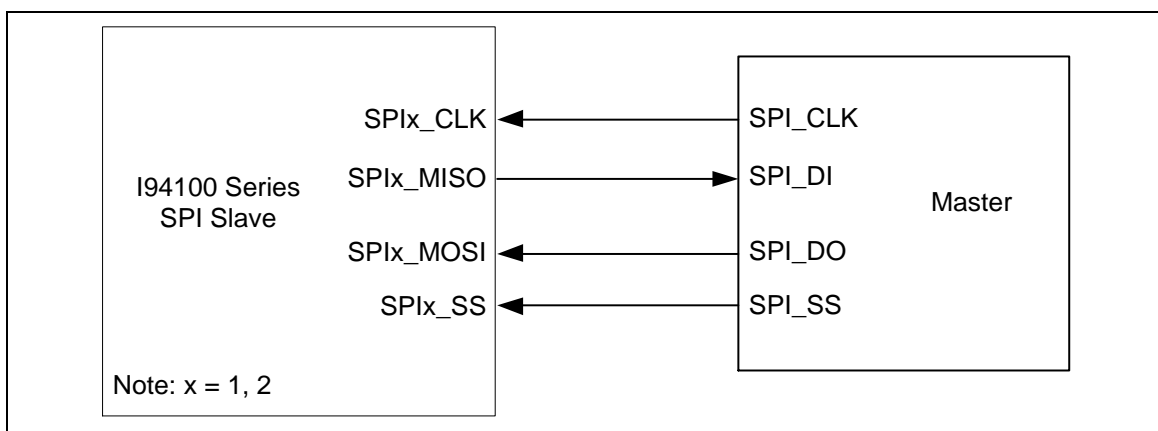 SPIx_CLK
SPI_CLK
SPIx_MISO
SPI_DI
I94100 Series
SPI Slave
Master
SPIx_MOSI
SPI_DO
SPIx_SS
SPI_SS
Note: x = 1, 2